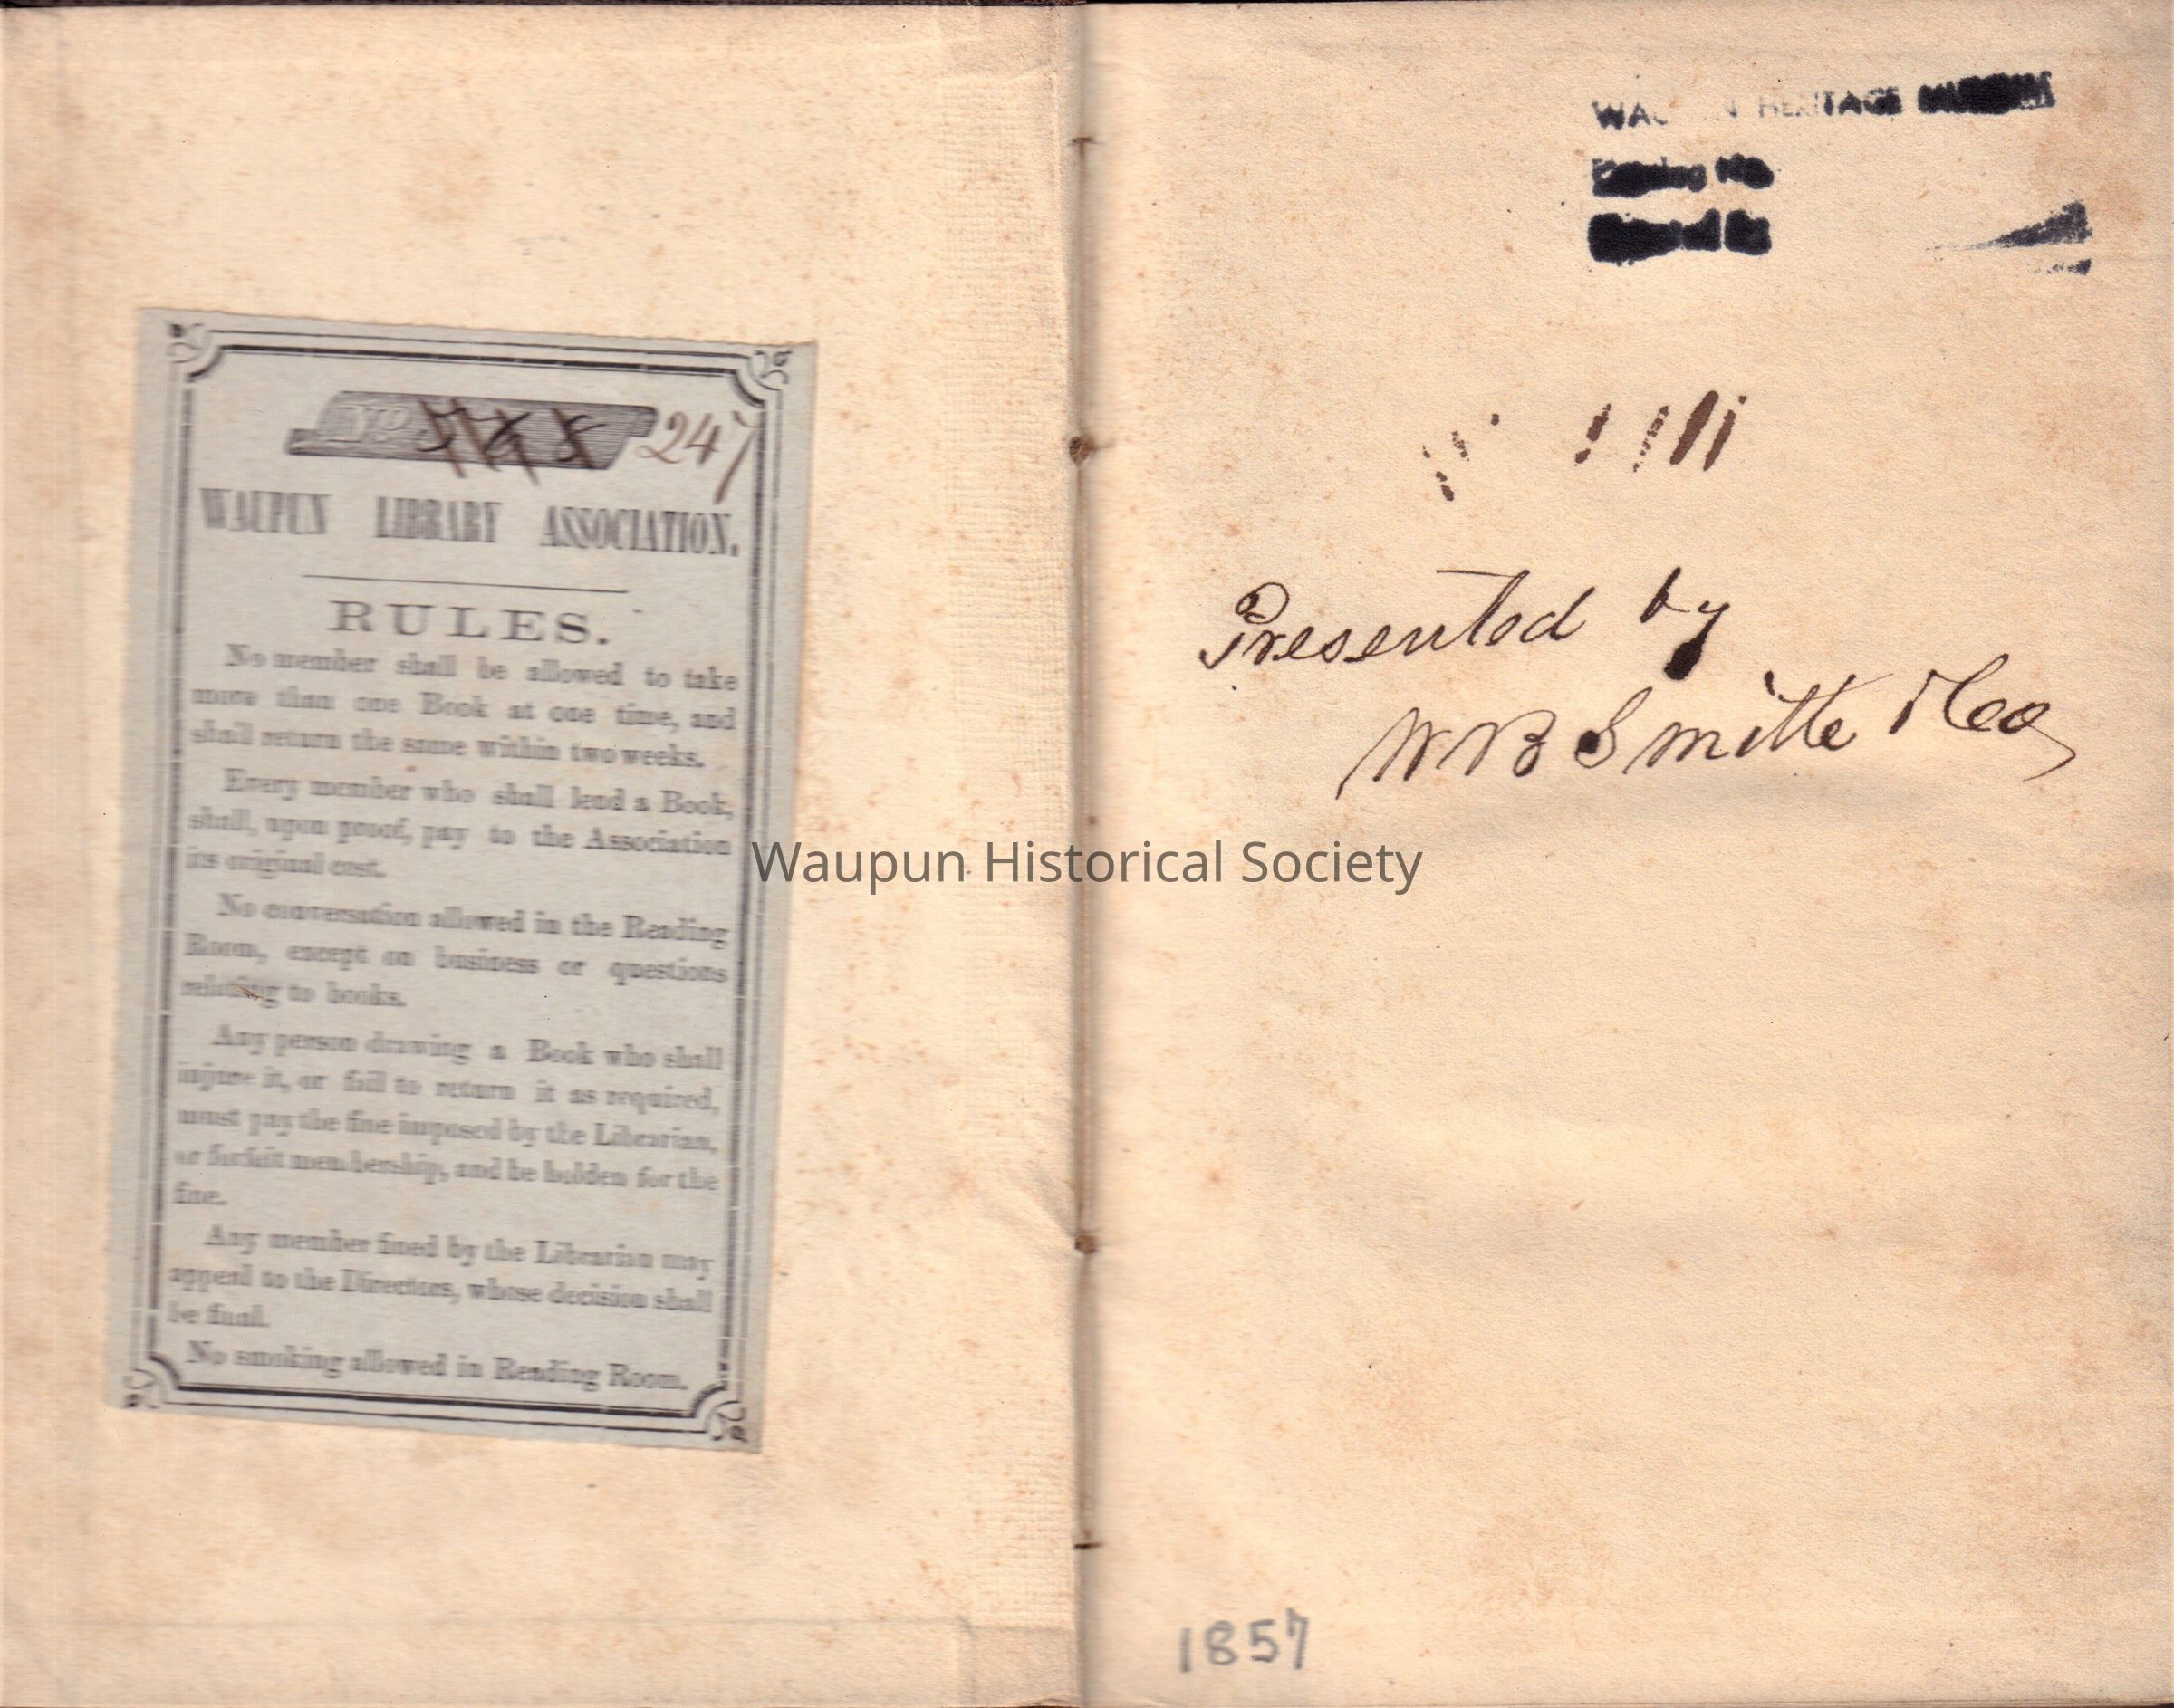 No 247
WAUPUN LIBRARY ASSOCIATION.
RULES.
No member shall be allowed to take
more than one Book at one time, and
shall return the same within two weeks.
Every member who shall lend a Book,
shall, upon proof, pay to the Association
its original cost.
No conversation allowed in the Reading
Room, except on business or questions
relating to books.
Any person drawing a Book who shall
injure it, or fail to return it as required,
must pay the fine imposed by the Librarian,
or forfeit membership, and be holden for the
fine.
Any member fined by the Librarian may
appeal to the Directors, whose decision shall
be final.
No smoking allowed in Reading Room.
HERITAGE MUSEUM
Presented by
W B Smith
Waupun Historical Society
1857